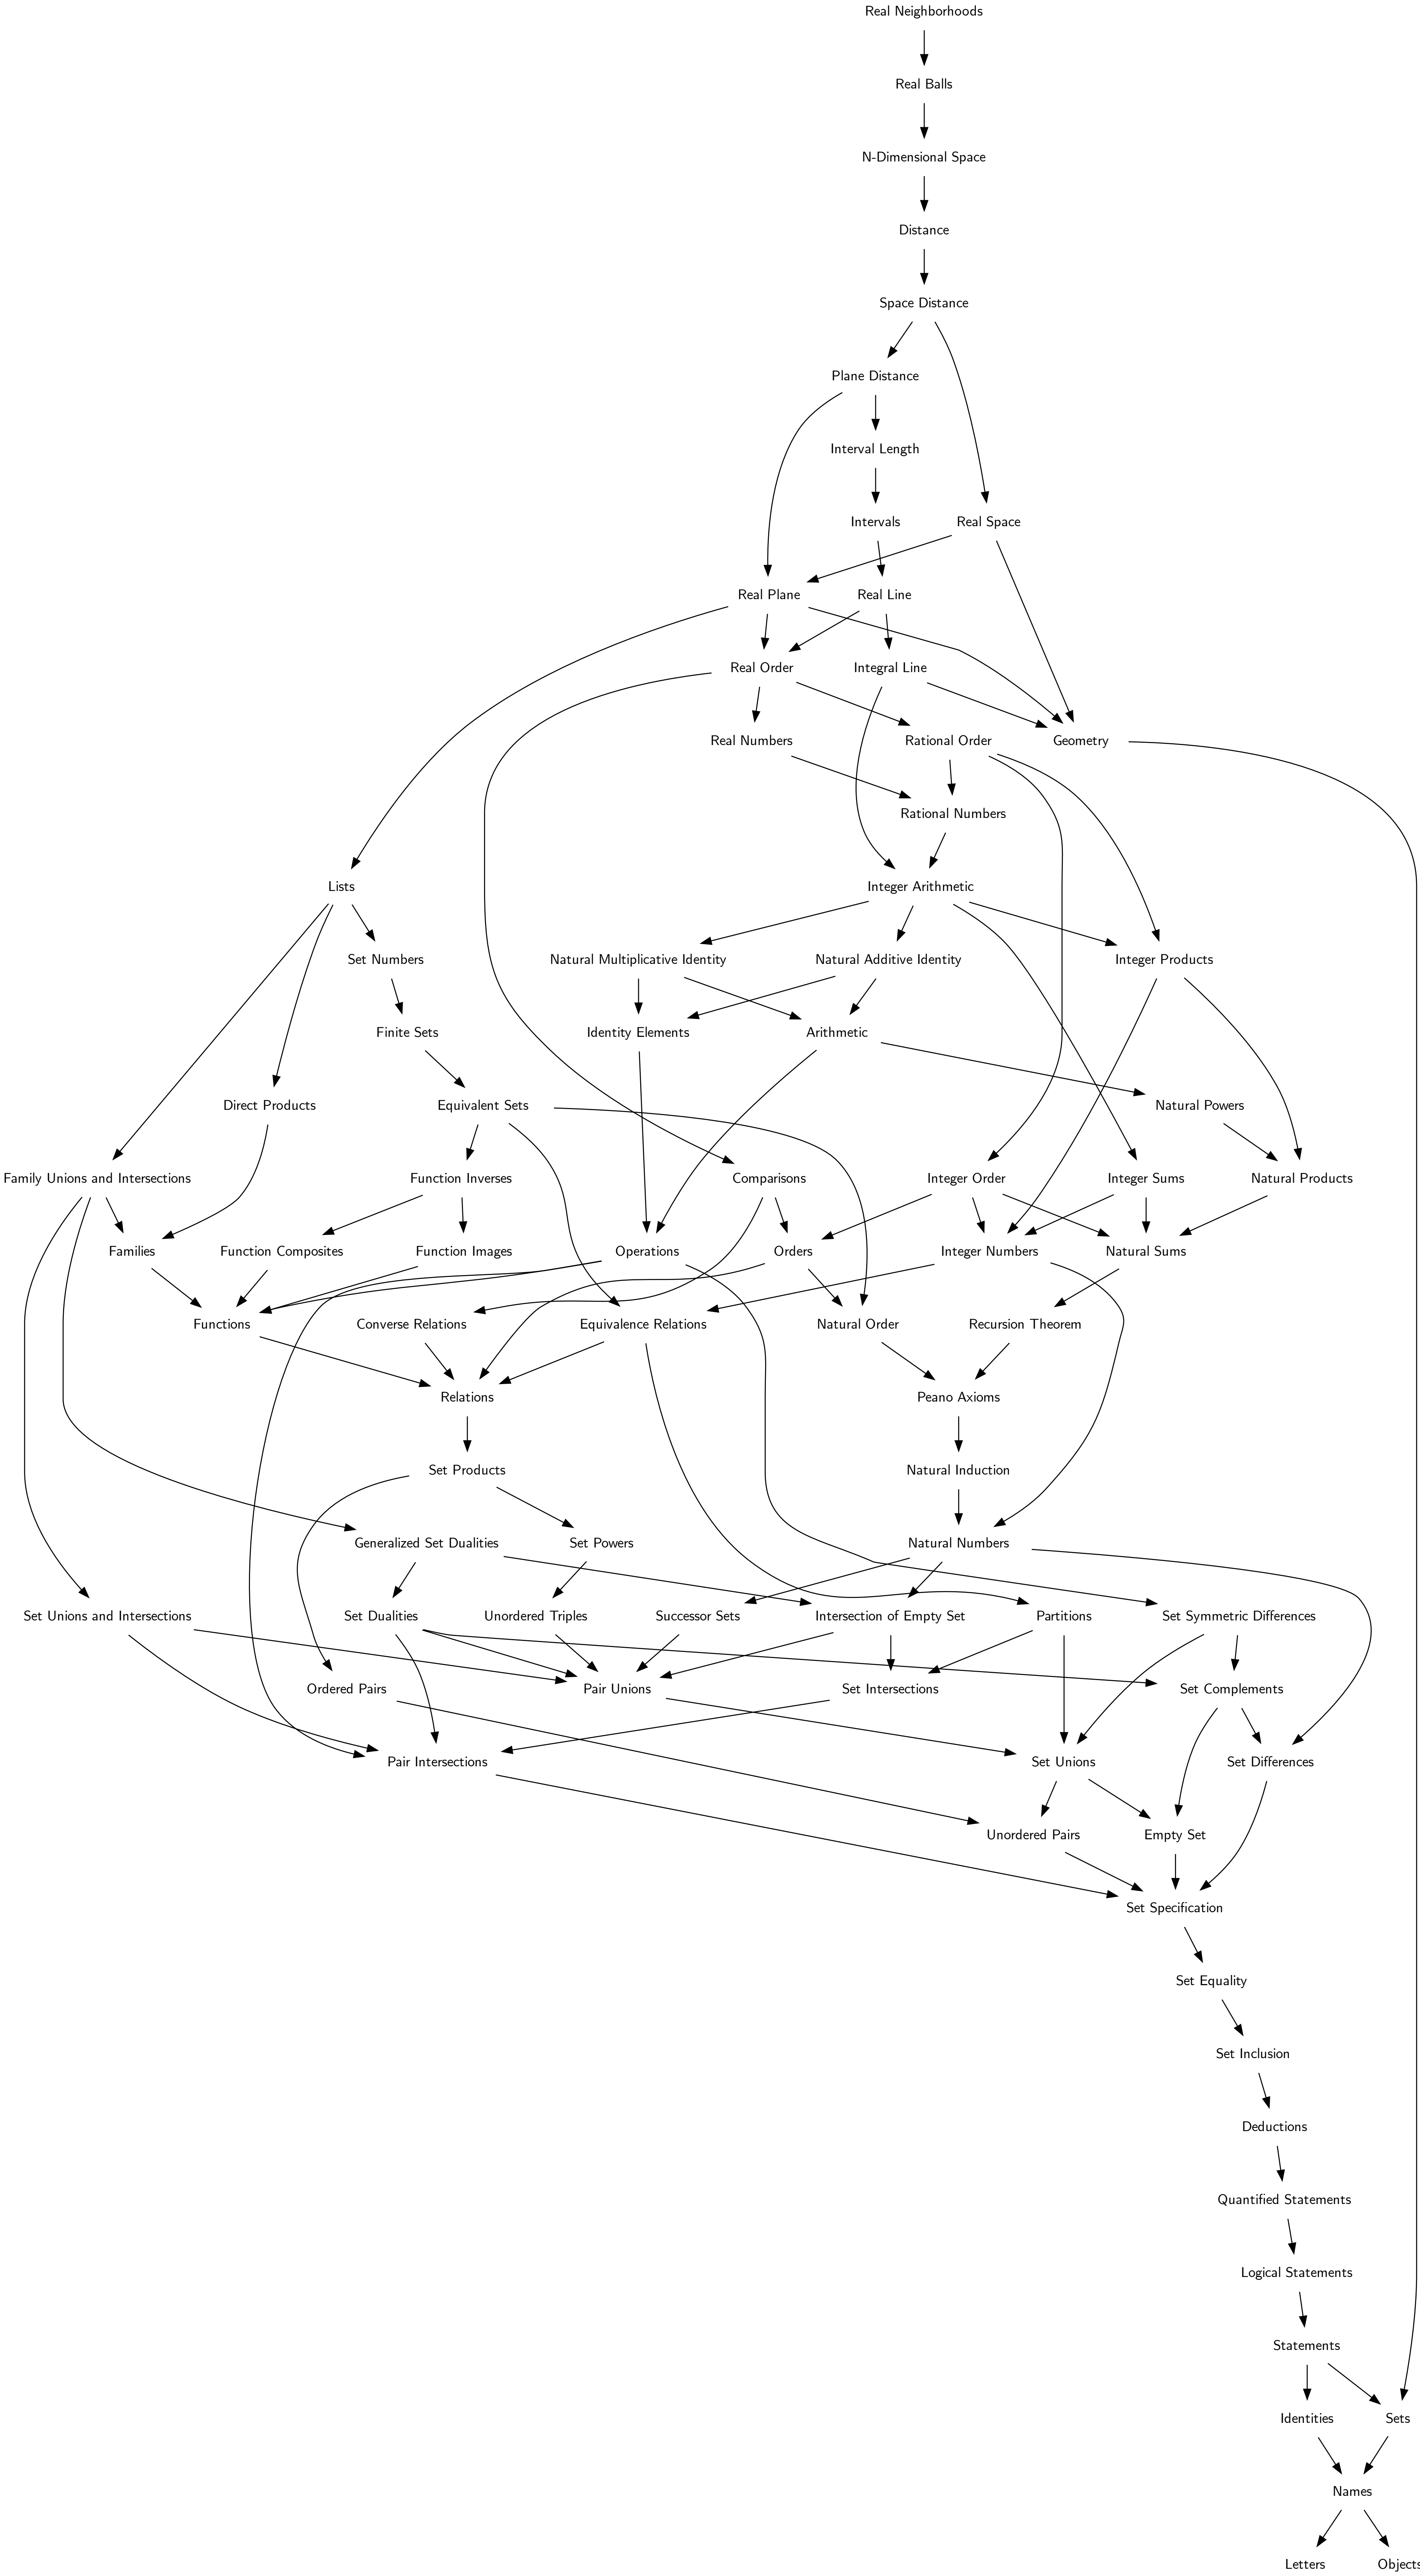 Real Neighborhoods
Real Balls
N-Dimensional Space
Distance
Space Distance
Plane Distance
Interval Length
Intervals
Real Space
Real Plane
Real Line
Real Order
Integral Line
Real Numbers
Rational Order
Geometry
Rational Numbers
Lists
Integer Arithmetic
Set Numbers
Natural Multiplicative Identity
Natural Additive Identity
Integer Products
Finite Sets
Identity Elements
Arithmetic
Direct Products
Equivalent Sets
Natural Powers
Family Unions and Intersections
Function Inverses
Comparisons
Integer Order
Integer Sums
Natural Products
Families
Function Composites
Function Images
Operations
Orders
Integer Numbers
Natural Sums
Functions
Converse Relations
Equivalence Relations
Natural Order
Recursion Theorem
Relations
Peano Axioms
Set Products
Natural Induction
Generalized Set Dualities
Set Powers
Natural Numbers
Set Unions and Intersections
Set Dualities
Unordered Triples
Successor Sets
Intersection of Empty Set
Partitions
Set Symmetric Differences
Ordered Pairs
Pair Unions
Set Intersections
Set Complements
Pair Intersections
Set Unions
Set Differences
Unordered Pairs
Empty Set
Set Specification
Set Equality
Set Inclusion
Deductions
Quantified Statements
Logical Statements
Statements
Identities
Sets
Names
Letters
Objects